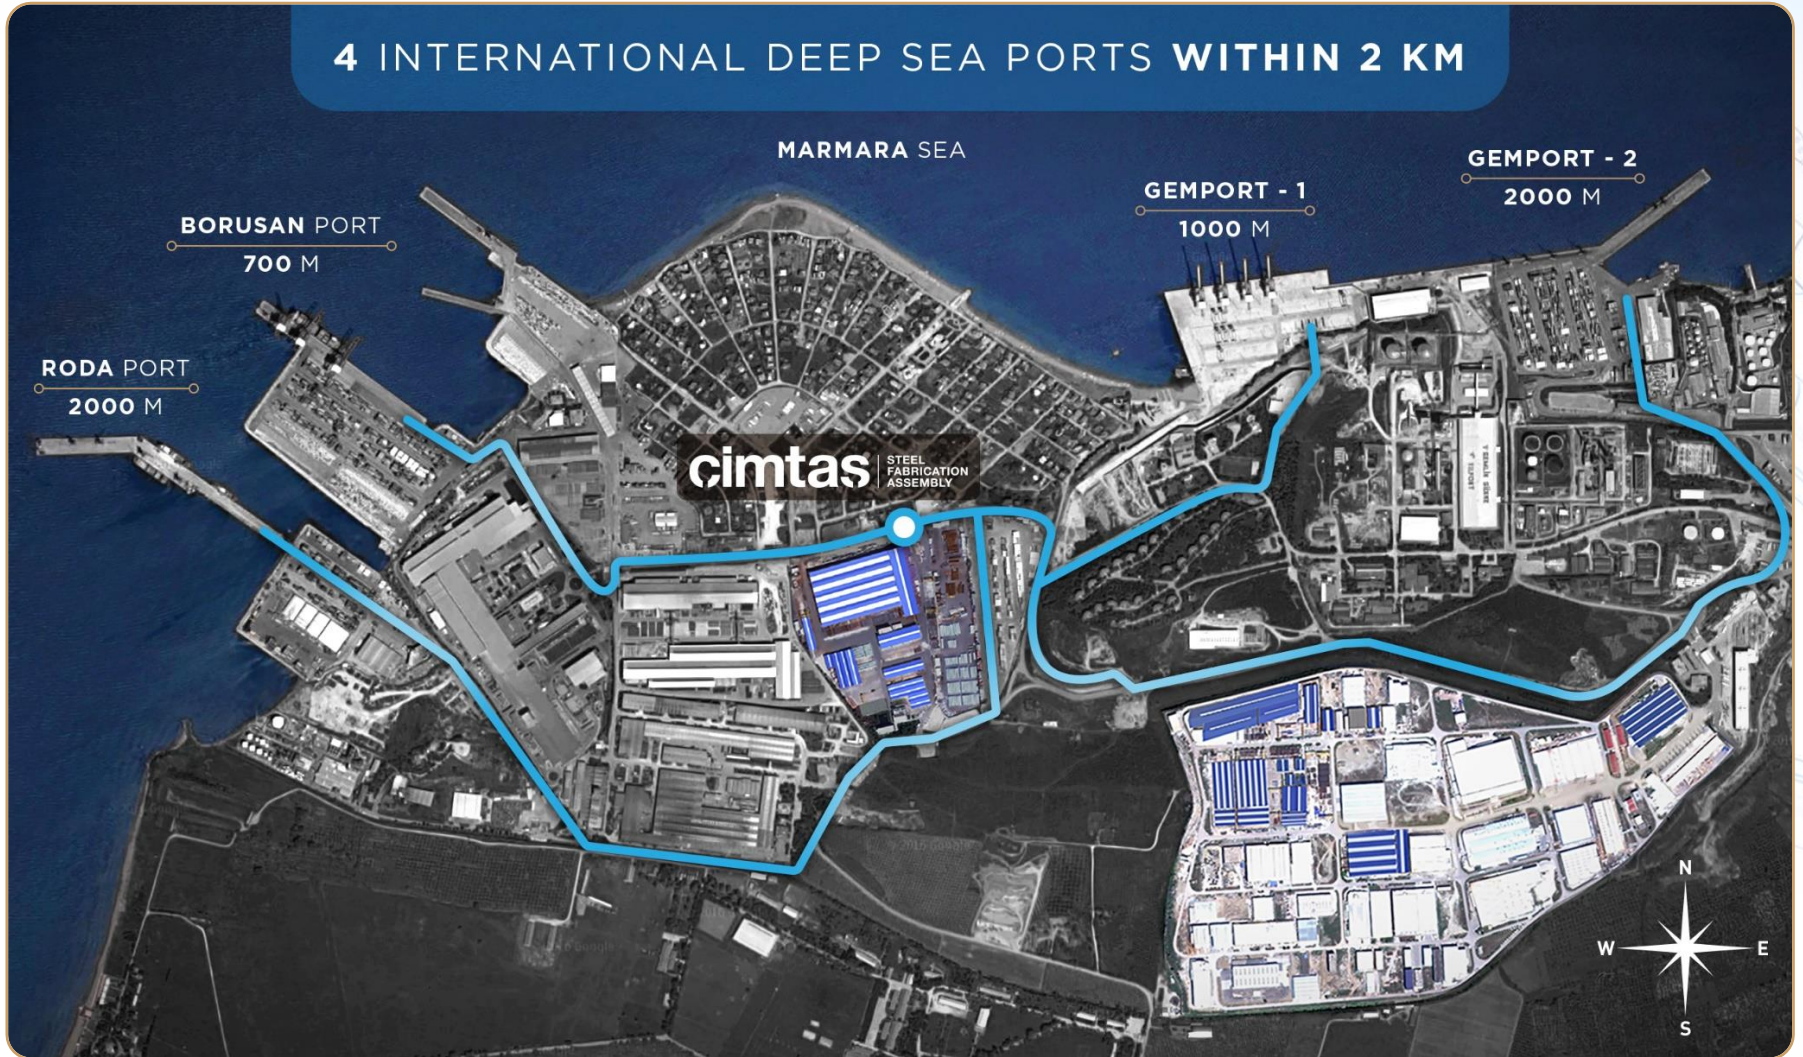 4 INTERNATIONAL DEEP SEA PORTS WITHIN 2 KM
MARMARA SEA
GEMPORT - 2
2000 M
GEMPORT - 1
1000 M
BORUSAN PORT
700 M
RODA PORT
2000 M
cimtas
STEEL
FABRICATION
ASSEMBLY
N
W
E
S